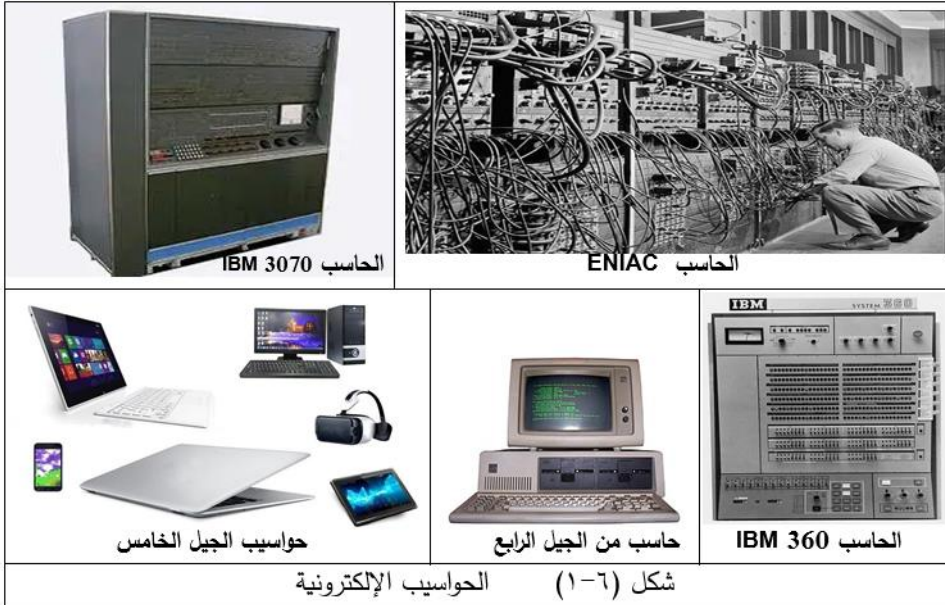 الحاسب ENIAC
الحاسب IBM 3070
IBM
SYSTEM 360
الحاسب IBM 360
حاسب من الجيل الرابع
حواسيب الجيل الخامس
شكل (٦-١) الحواسيب الإلكترونية